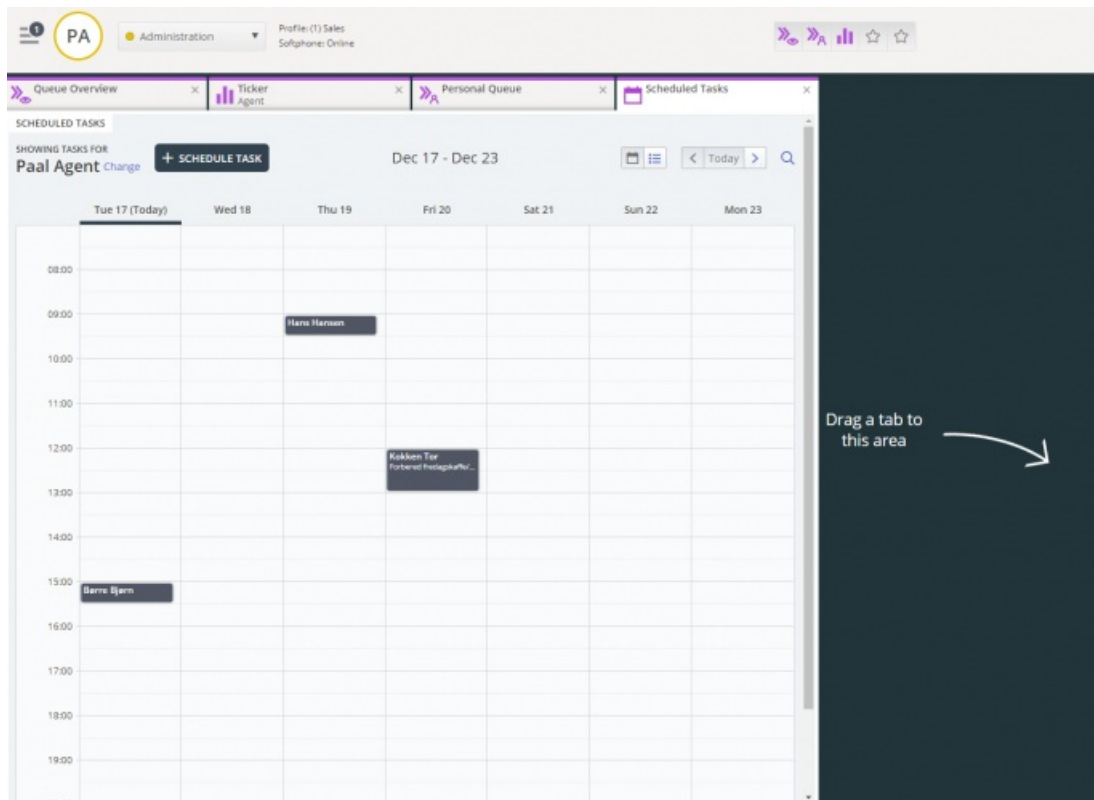 1
PA
Administration
Profile: (1) Sales
Softphone: Online
Queue Overview
Ticker
Agent
Personal Queue
Scheduled Tasks
SCHEDULED TASKS
SHOWING TASKS FOR
Paal Agent Change
+ SCHEDULE TASK
Dec 17 - Dec 23
Today
Tue 17 (Today) Wed 18 Thu 19 Fri 20 Sat 21 Sun 22 Mon 23
08:00
09:00
Hans Hansen
10:00
11:00
Drag a tab to
this area
12:00
Kokken Tor
Forbered fredagskaffe/...
13:00
14:00
15:00
Børre Bjørn
16:00
17:00
18:00
19:00